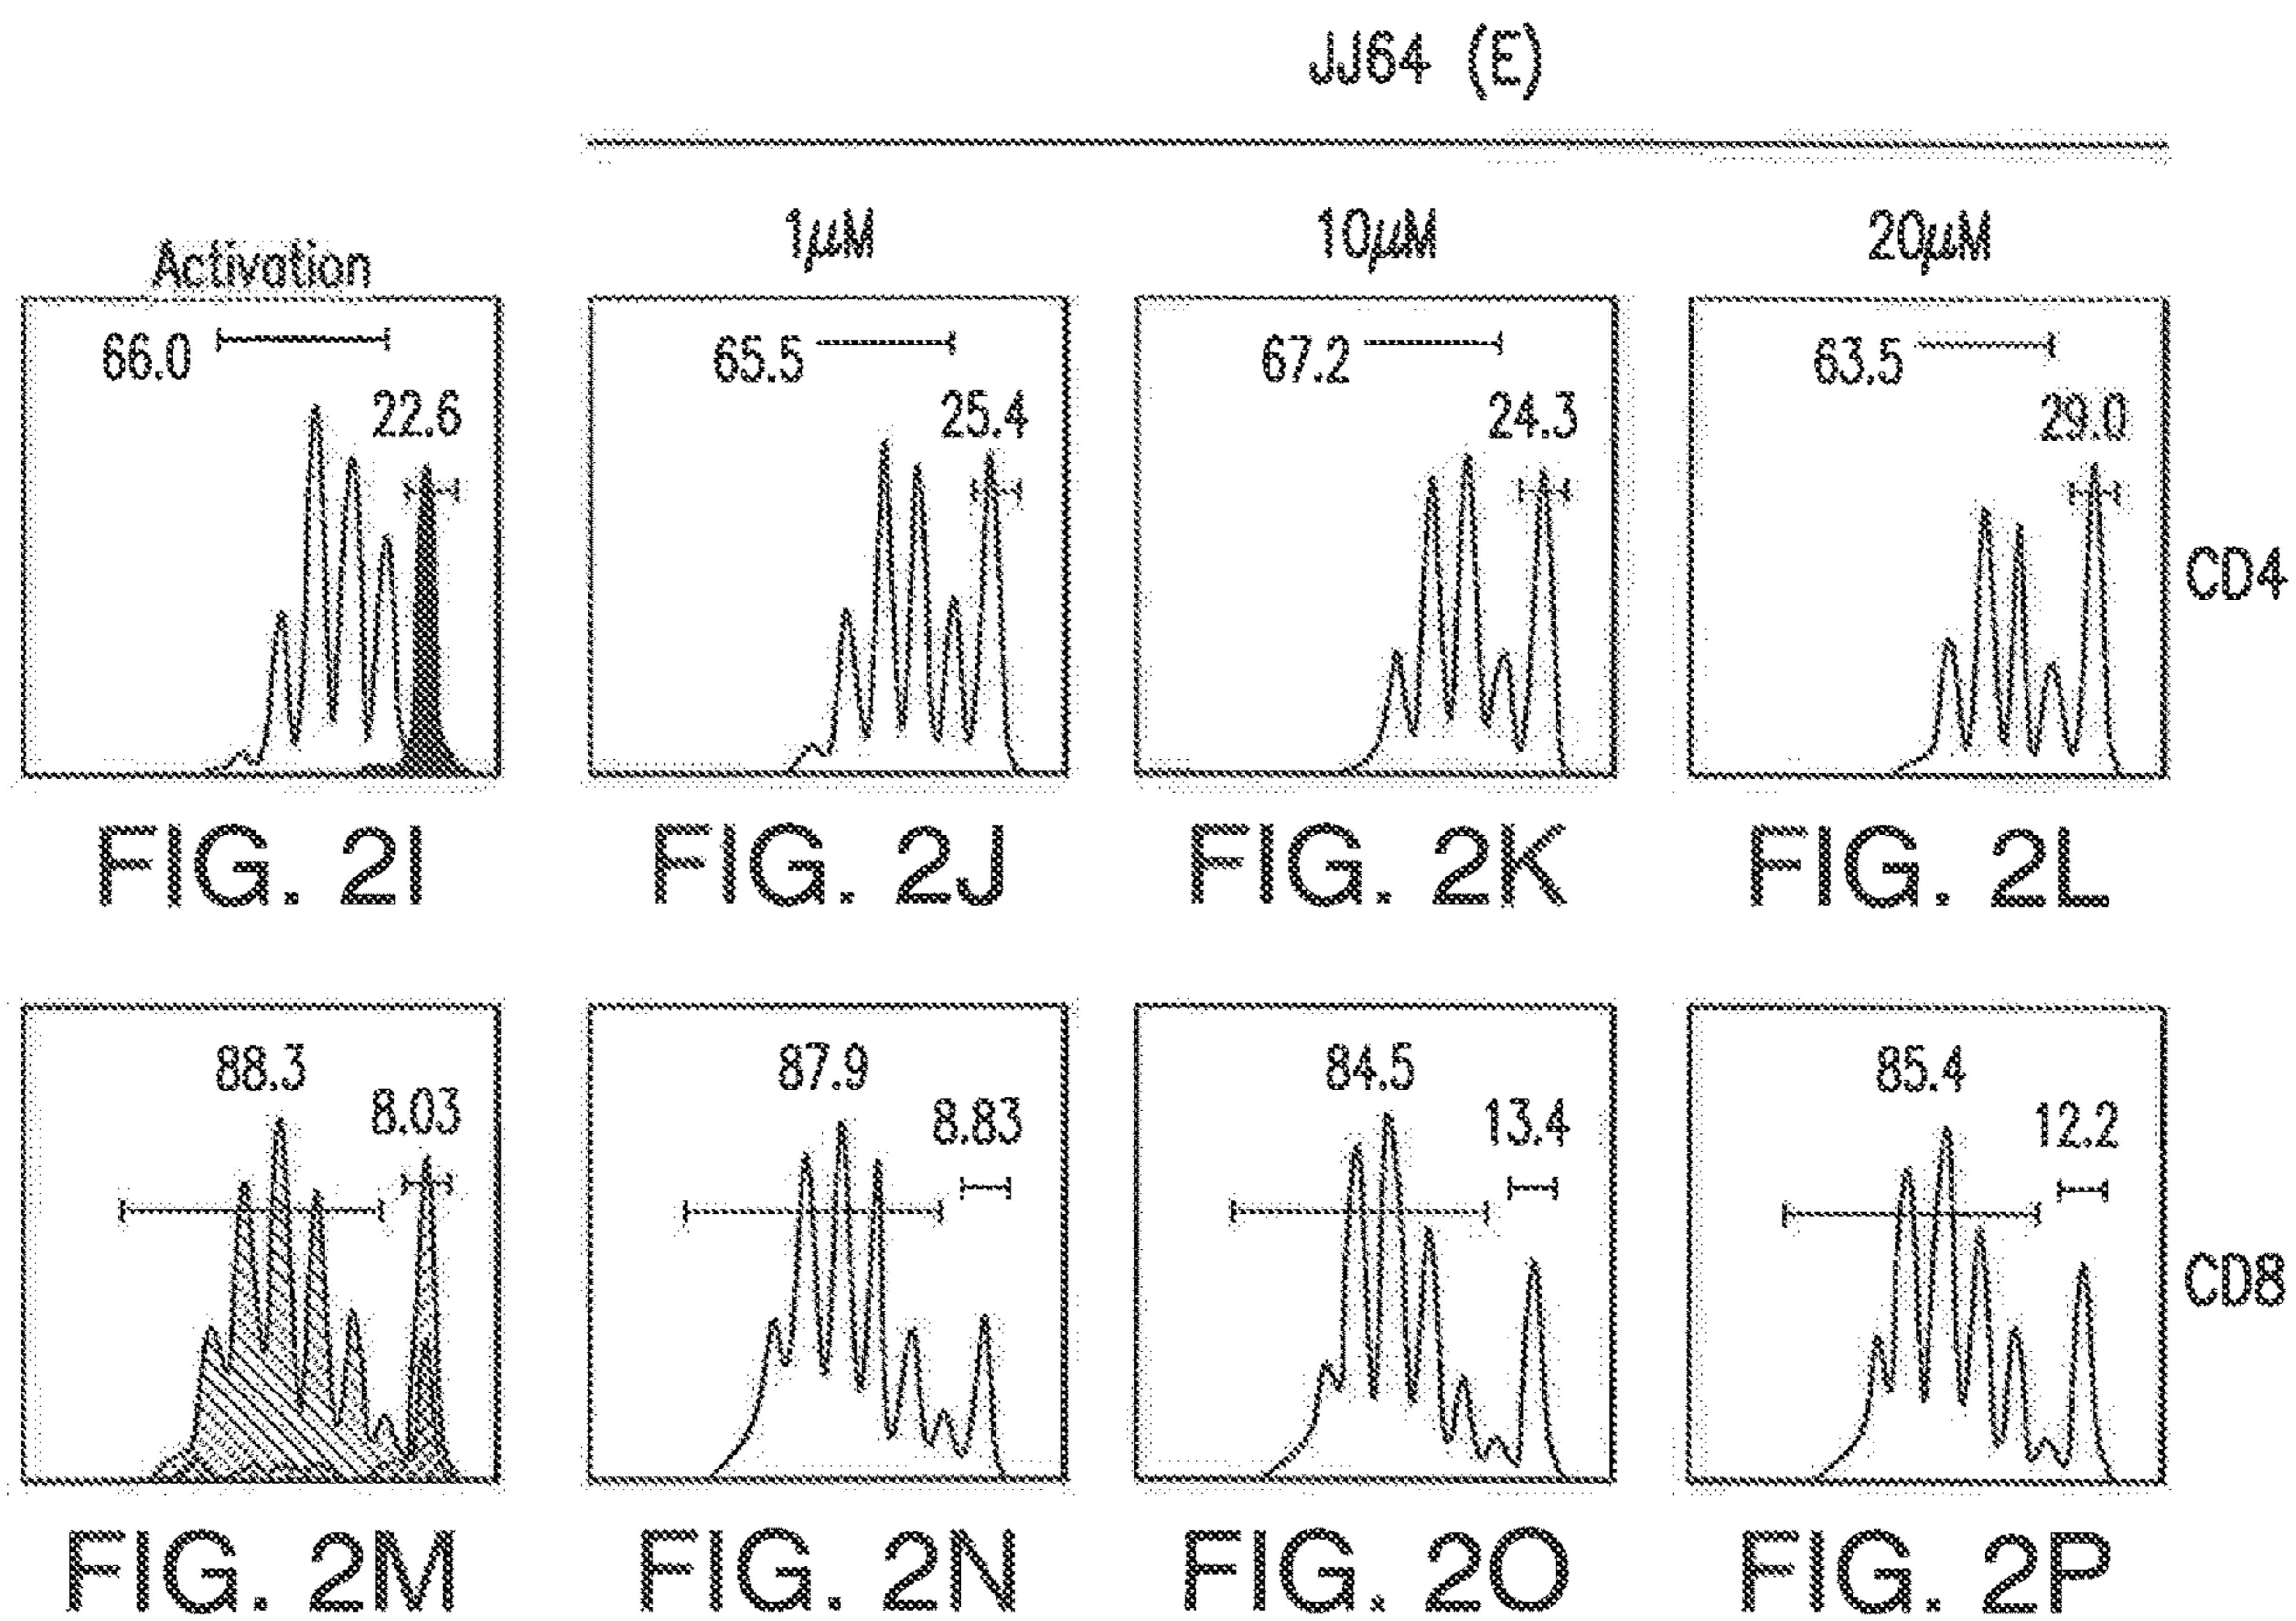 JJ64 (E)
Activation 1µM 10µM 20µM
66.0 65.5 67.2 63.5
22.6 25.4 24.3 29.0
CD4
FIG. 2I FIG. 2J FIG. 2K FIG. 2L
88.3 87.9 84.5 85.4
8.03 8.83 13.4 12.2
CD8
FIG. 2M FIG. 2N FIG. 2O FIG. 2P